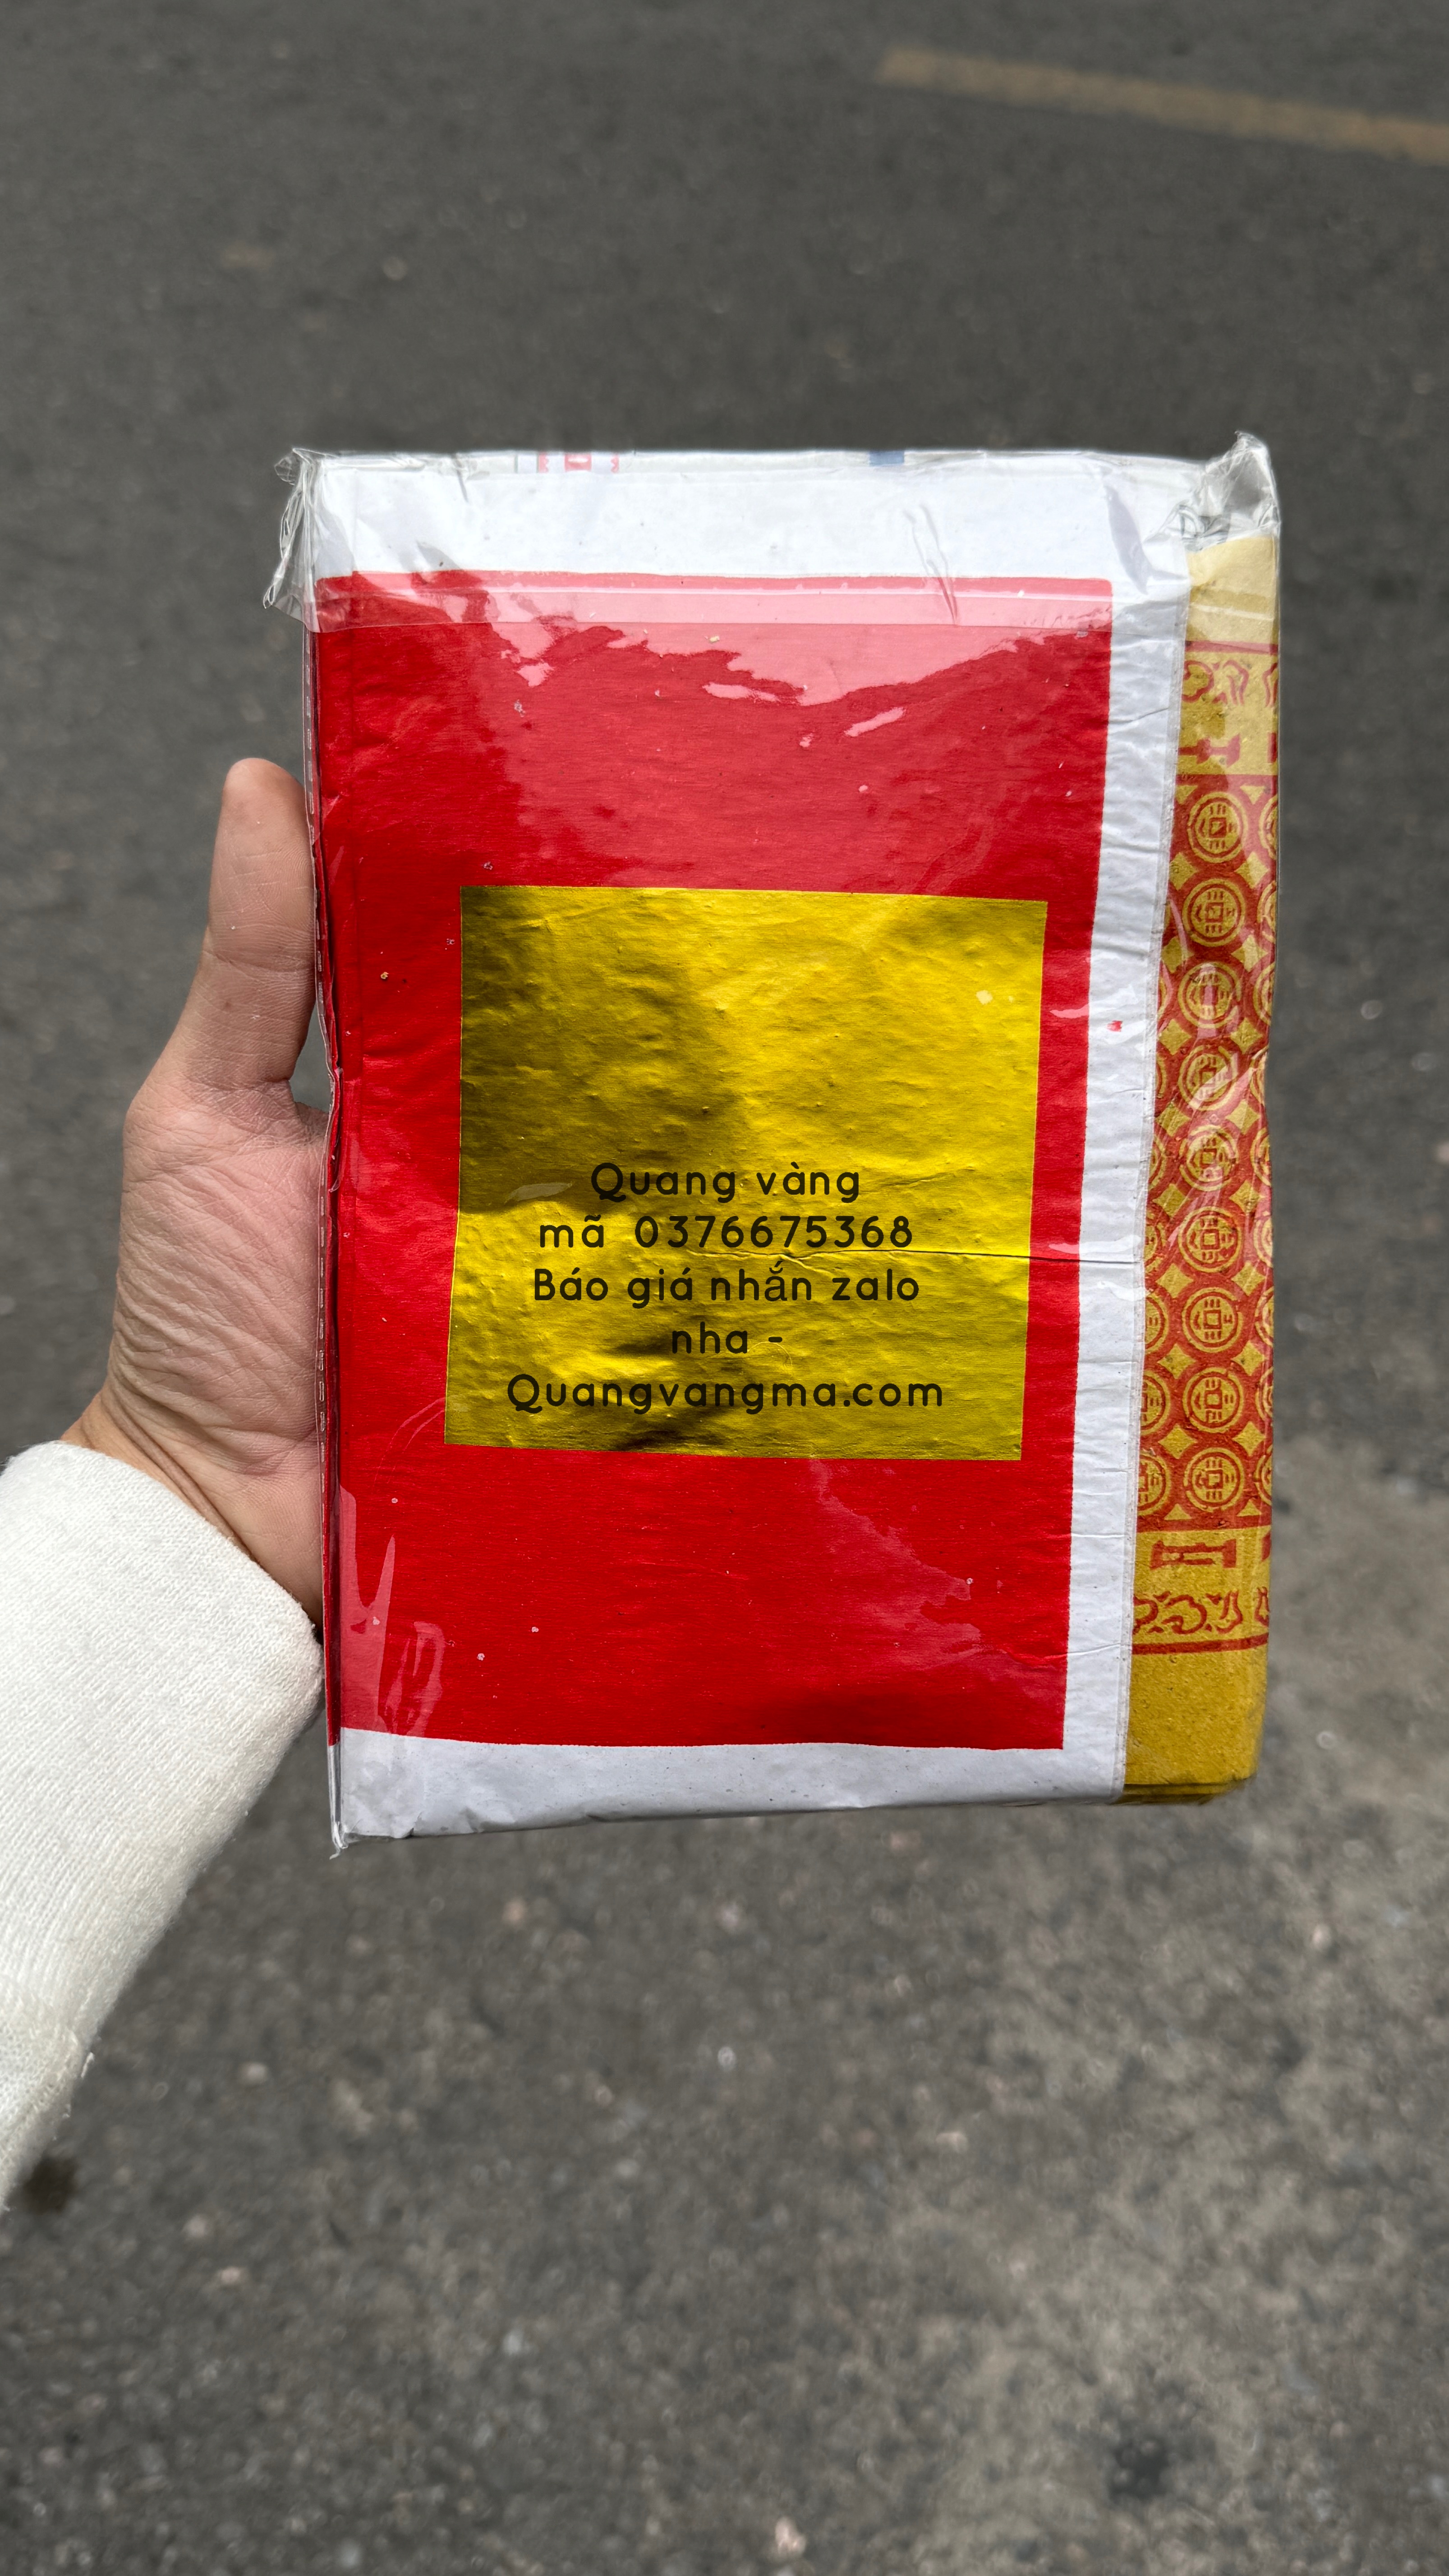 Quang vàng
mã 0376675368
Báo giá nhắn zalo
nha -
Quangvangma.com